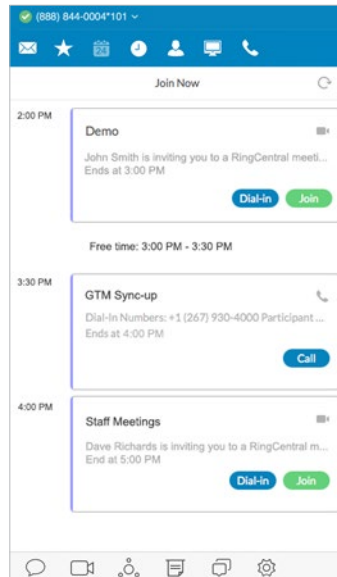 (888) 844-0004*101
24
Join Now
2:00 PM
Demo
John Smith is inviting you to a RingCentral meeti...
Ends at 3:00 PM
Dial-in Join
Free time: 3:00 PM - 3:30 PM
3:30 PM
GTM Sync-up
Dial-In Numbers: +1 (267) 930-4000 Participant ...
Ends at 4:00 PM
Call
4:00 PM
Staff Meetings
Dave Richards is inviting you to a RingCentral m...
End at 5:00 PM
Dial-in Join